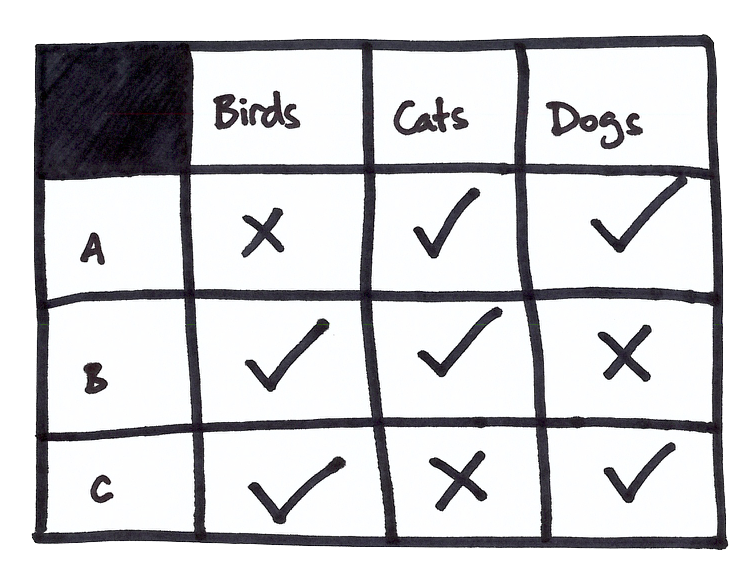 Birds Cats Dogs
A x ✓ ✓
B ✓ ✓ x
C ✓ x ✓